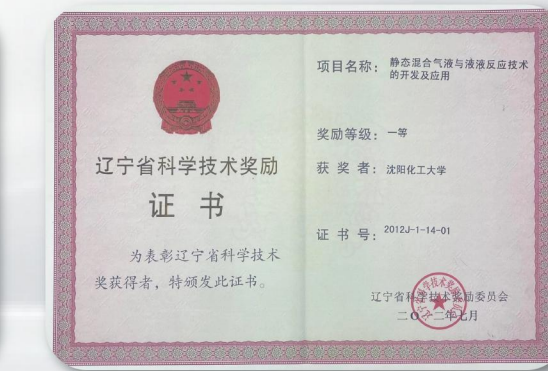 辽宁省科学技术奖励
证书
为表彰辽宁省科学技术
奖获得者，特颁发此证书。
项目名称：静态混合气液与液液反应技术
的开发及应用
奖励等级：一等
获奖者：沈阳化工大学
证书号：2012J-1-14-01
辽宁省科学技术奖励委员会
二〇一二年七月